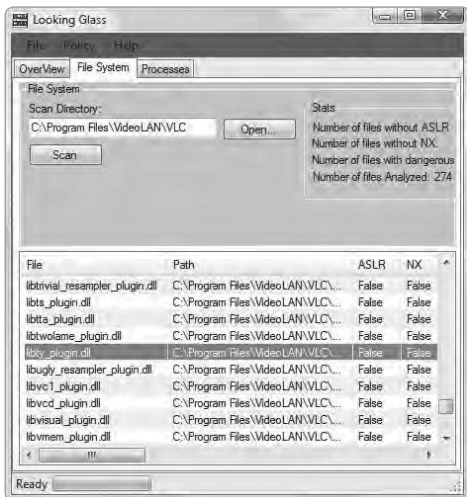 Looking Glass
File Policy Help
OverView File System Processes
File System
Scan Directory:
C:\Program Files\VideoLAN\VLC
Open...
Scan
Stats
Number of files without ASLR
Number of files without NX:
Number of files with dangerous
Number of files Analyzed: 274
File Path ASLR NX
libtrivial_resampler_plugin.dll C:\Program Files\VideoLAN\VLC\... False False
libts_plugin.dll C:\Program Files\VideoLAN\VLC\... False False
libtta_plugin.dll C:\Program Files\VideoLAN\VLC\... False False
libtwolame_plugin.dll C:\Program Files\VideoLAN\VLC\... False False
libty_plugin.dll C:\Program Files\VideoLAN\VLC\... False False
libugly_resampler_plugin.dll C:\Program Files\VideoLAN\VLC\... False False
libvc1_plugin.dll C:\Program Files\VideoLAN\VLC\... False False
libvcd_plugin.dll C:\Program Files\VideoLAN\VLC\... False False
libvisual_plugin.dll C:\Program Files\VideoLAN\VLC\... False False
libvmem_plugin.dll C:\Program Files\VideoLAN\VLC\... False False
Ready